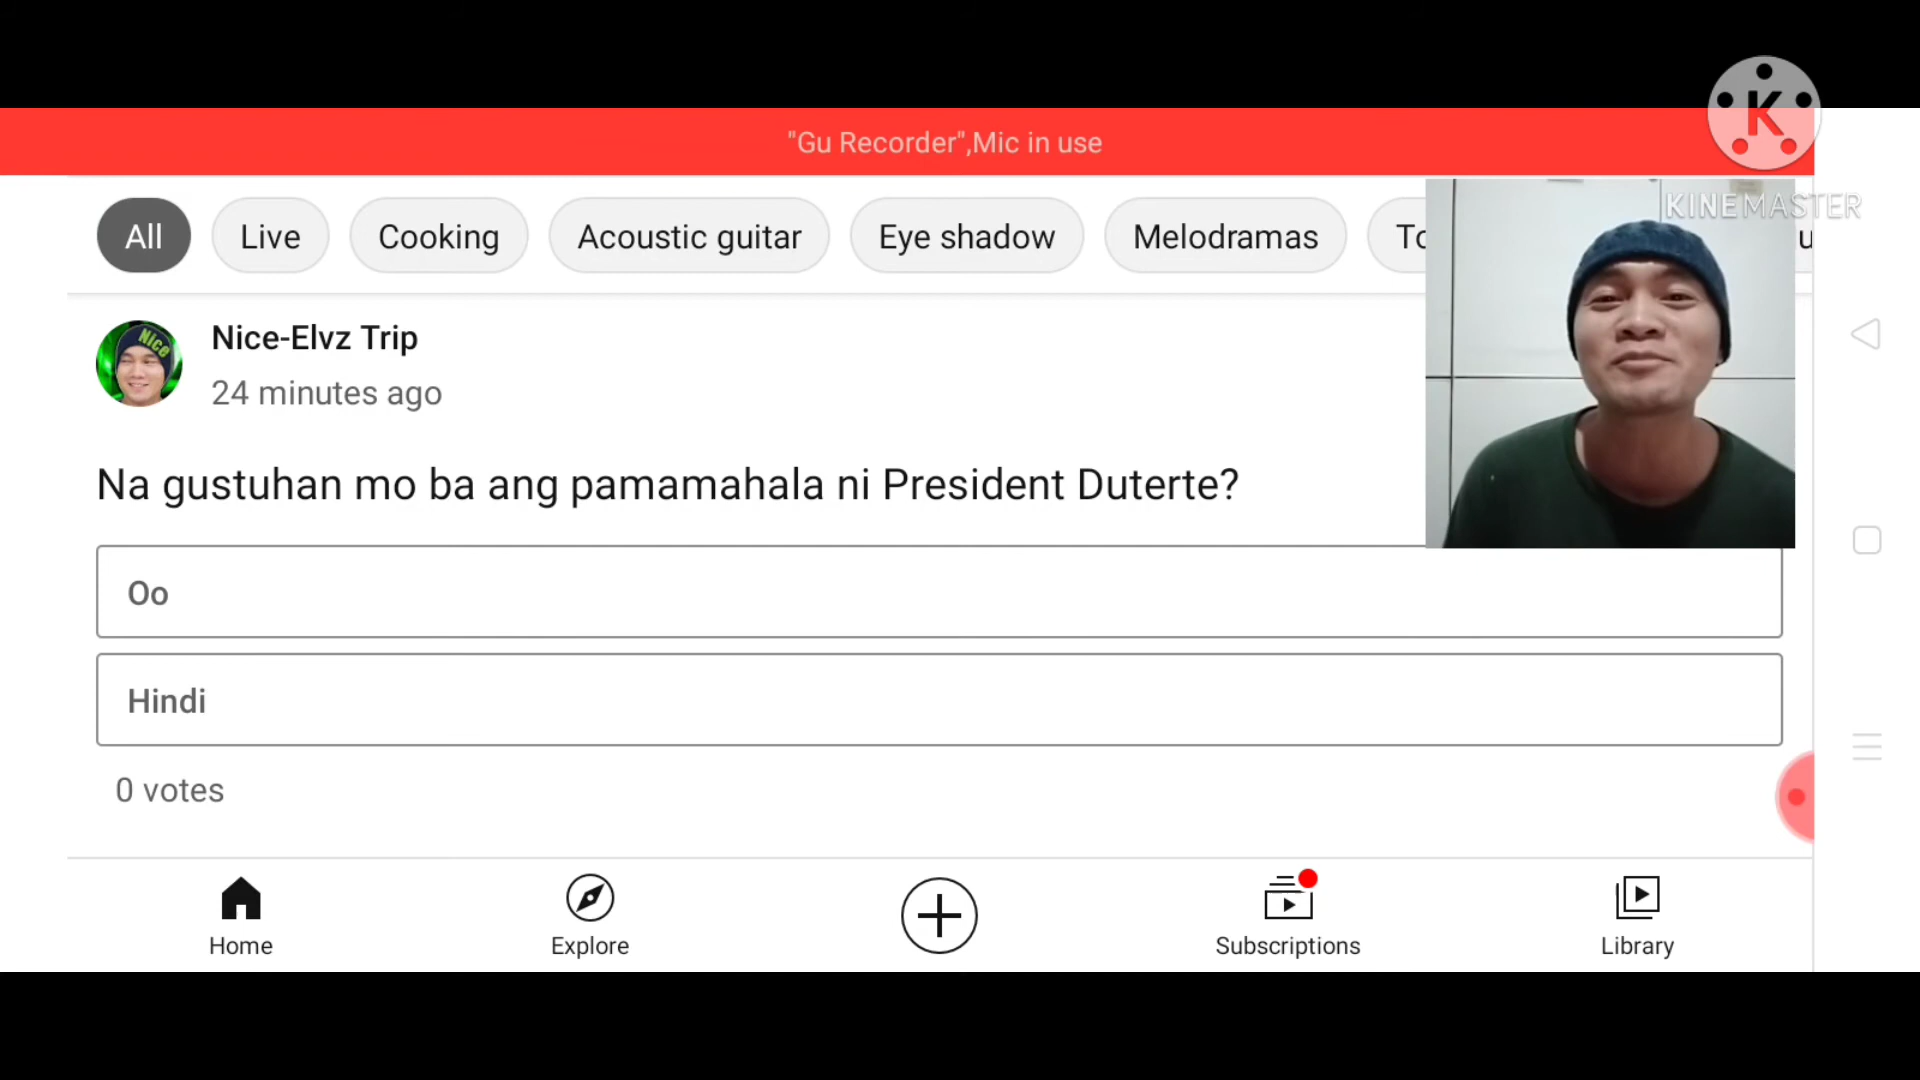 K
KINEMASTER
"Gu Recorder",Mic in use
All
Live
Cooking
Acoustic guitar
Eye shadow
Melodramas
Nice
Nice-Elvz Trip
24 minutes ago
Na gustuhan mo ba ang pamamahala ni President Duterte?
Oo
Hindi
0 votes
Home
Explore
Subscriptions
Library